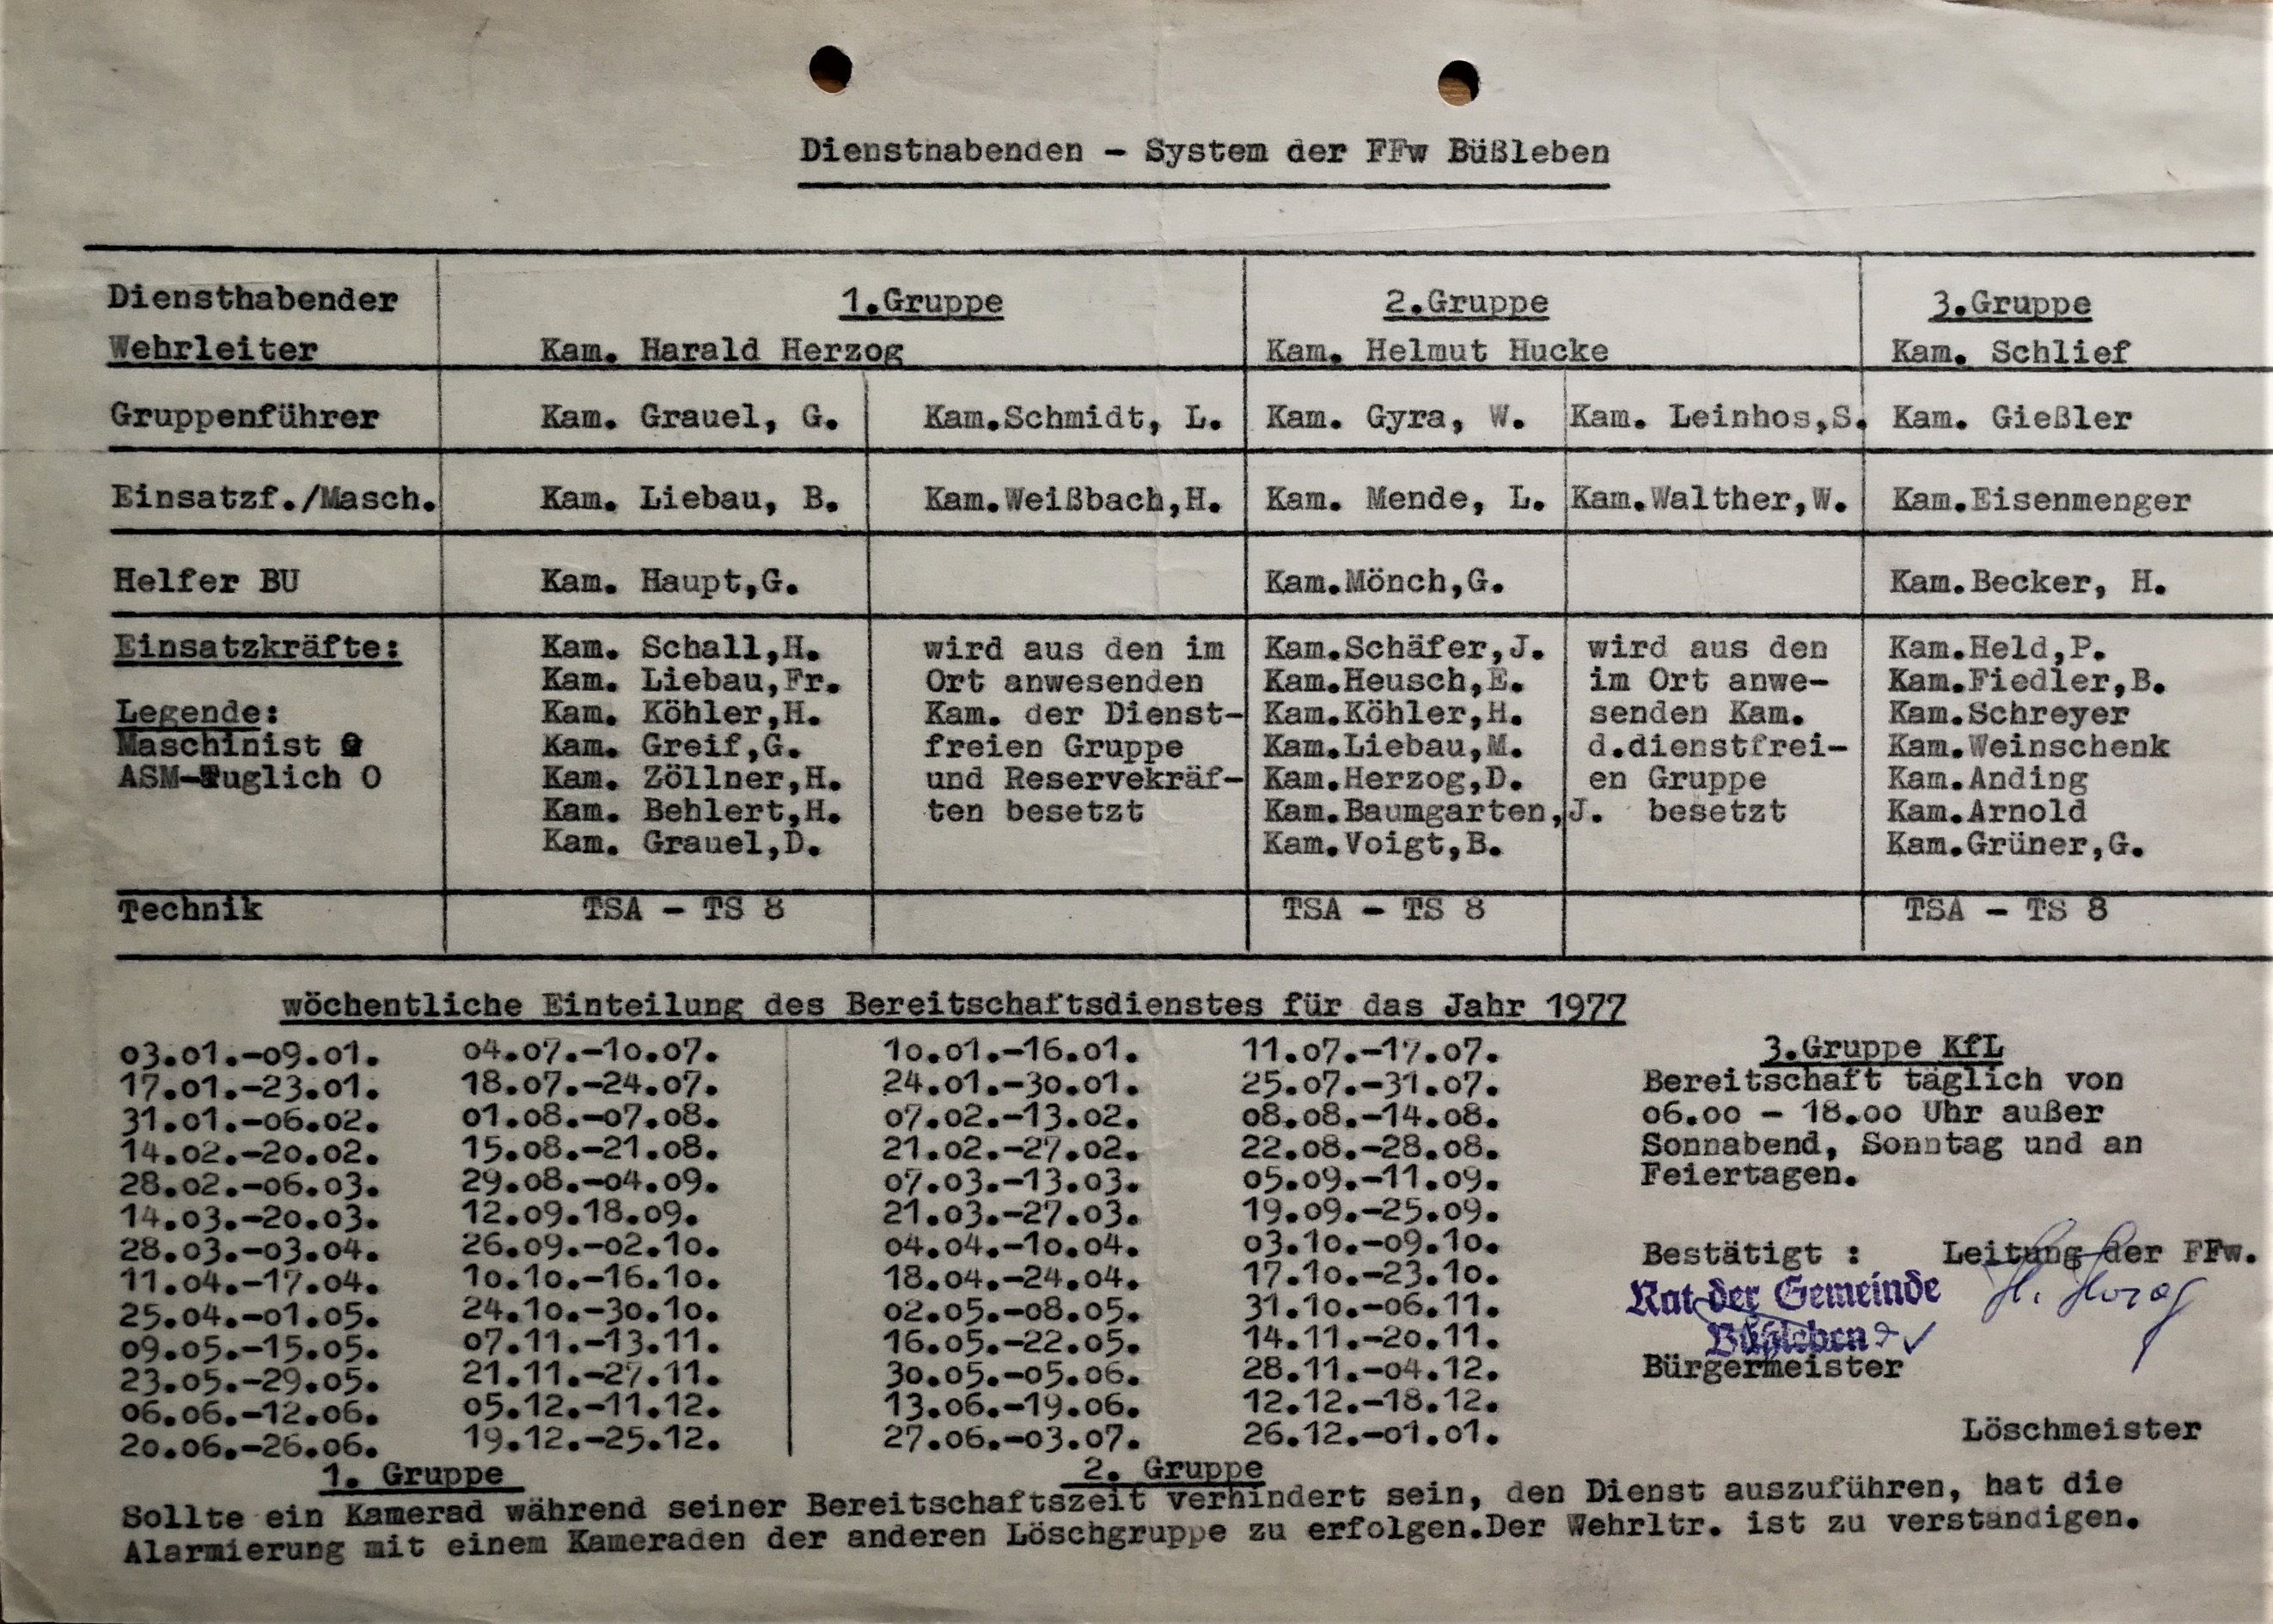 Diensthabenden – System der FFw Büßleben
Diensthabender 1.Gruppe 2.Gruppe 3.Gruppe
Wehrleiter Kam. Harald Herzog Kam. Helmut Hucke Kam. Schlief
Gruppenführer Kam. Grauel, G. Kam.Schmidt, L. Kam. Gyra, W. Kam. Leinhos,S. Kam. Gießler
Einsatzf./Masch. Kam. Liebau, B. Kam.Weißbach,H. Kam. Mende, L. Kam.Walther,W. Kam.Eisenmenger
Helfer BU Kam. Haupt,G. Kam.Mönch,G. Kam.Becker, H.
Einsatzkräfte: Kam. Schall,H. wird aus den im Kam.Schäfer,J. wird aus den Kam.Held,P.
Kam. Liebau,Fr. Ort anwesenden Kam.Heusch,E. im Ort anwe- Kam.Fiedler,B.
Legende: Kam. Köhler,H. Kam. der Dienst- Kam.Köhler,H. senden Kam. Kam.Schreyer
Maschinist Kam. Greif,G. freien Gruppe Kam.Liebau,M. d.dienstfrei- Kam.Weinschenk
ASM-Tuglich O Kam. Zöllner,H. und Reservekräf- Kam.Herzog,D. en Gruppe Kam.Anding
Kam. Behlert,H. ten besetzt Kam.Baumgarten,J. besetzt Kam.Arnold
Kam. Grauel,D. Kam.Voigt,B. Kam.Grüner,G.
Technik TSA – TS 8 TSA – TS 8 TSA – TS 8
wöchentliche Einteilung des Bereitschaftsdienstes für das Jahr 1977
03.01.-09.01. 04.07.-10.07. 10.01.-16.01. 11.07.-17.07. 3.Gruppe KfL
17.01.-23.01. 18.07.-24.07. 24.01.-30.01. 25.07.-31.07. Bereitschaft täglich von
31.01.-06.02. 01.08.-07.08. 07.02.-13.02. 08.08.-14.08. 06.00 – 18.00 Uhr außer
14.02.-20.02. 15.08.-21.08. 21.02.-27.02. 22.08.-28.08. Sonnabend, Sonntag und an
28.02.-06.03. 29.08.-04.09. 07.03.-13.03. 05.09.-11.09. Feiertagen.
14.03.-20.03. 12.09.18.09. 21.03.-27.03. 19.09.-25.09.
28.03.-03.04. 26.09.-02.10. 04.04.-10.04. 03.10.-09.10. Bestätigt : Leitung der FFw.
11.04.-17.04. 10.10.-16.10. 18.04.-24.04. 17.10.-23.10. Rat der Gemeinde
25.04.-01.05. 24.10.-30.10. 02.05.-08.05. 31.10.-06.11.
09.05.-15.05. 07.11.-13.11. 16.05.-22.05. 14.11.-20.11. Büßleben
23.05.-29.05. 21.11.-27.11. 30.05.-05.06. 28.11.-04.12. Bürgermeister
06.06.-12.06. 05.12.-11.12. 13.06.-19.06. 12.12.-18.12.
20.06.-26.06. 19.12.-25.12. 27.06.-03.07. 26.12.-01.01. Löschmeister
1. Gruppe 2. Gruppe
Sollte ein Kamerad während seiner Bereitschaftszeit verhindert sein, den Dienst auszuführen, hat die
Alarmierung mit einem Kameraden der anderen Löschgruppe zu erfolgen.Der Wehrltr. ist zu verständigen.